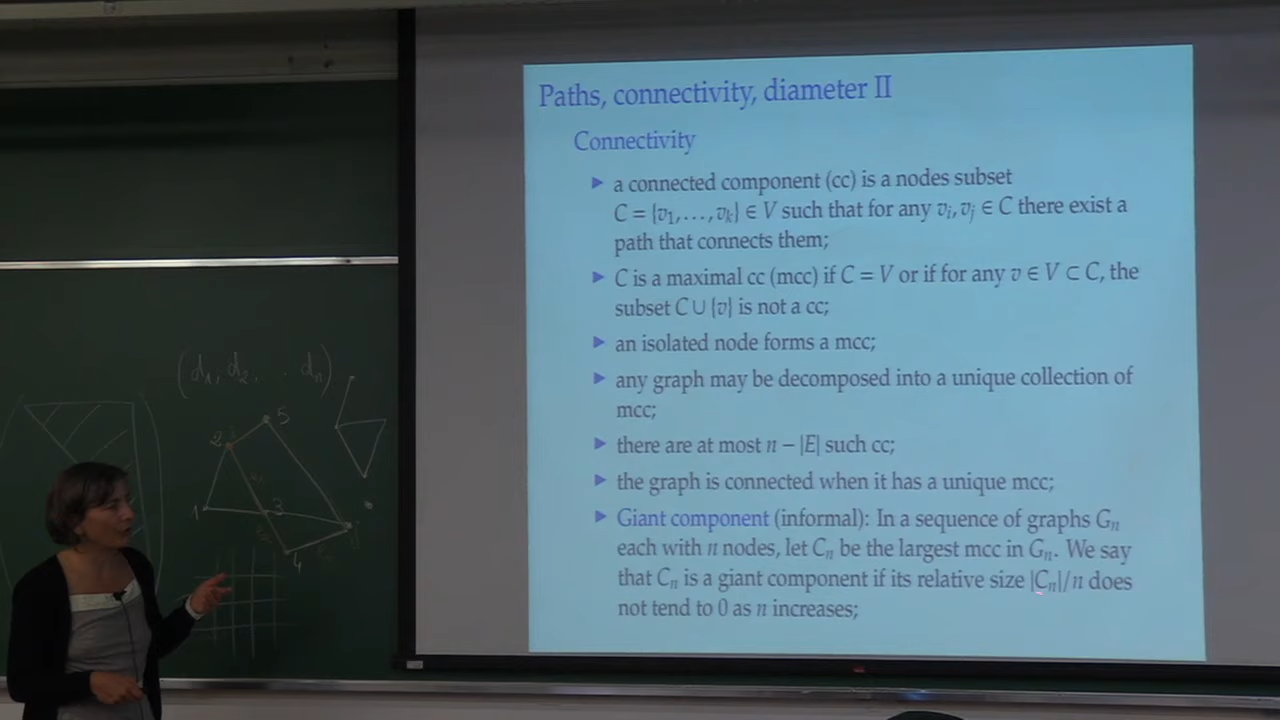 Paths, connectivity, diameter II
Connectivity
▶ a connected component (cc) is a nodes subset
C = {v₁,…,vₖ} ∈ V such that for any vᵢ, vⱼ ∈ C there exist a
path that connects them;
▶ C is a maximal cc (mcc) if C = V or if for any v ∈ V ⊂ C, the
subset C ∪ {v} is not a cc;
▶ an isolated node forms a mcc;
▶ any graph may be decomposed into a unique collection of
mcc;
▶ there are at most n − |E| such cc;
▶ the graph is connected when it has a unique mcc;
▶ Giant component (informal): In a sequence of graphs Gₙ
each with n nodes, let Cₙ be the largest mcc in Gₙ. We say
that Cₙ is a giant component if its relative size |Cₙ|/n does
not tend to 0 as n increases;
(d₁, d₂, . . dₙ)
5
2
1
3
4